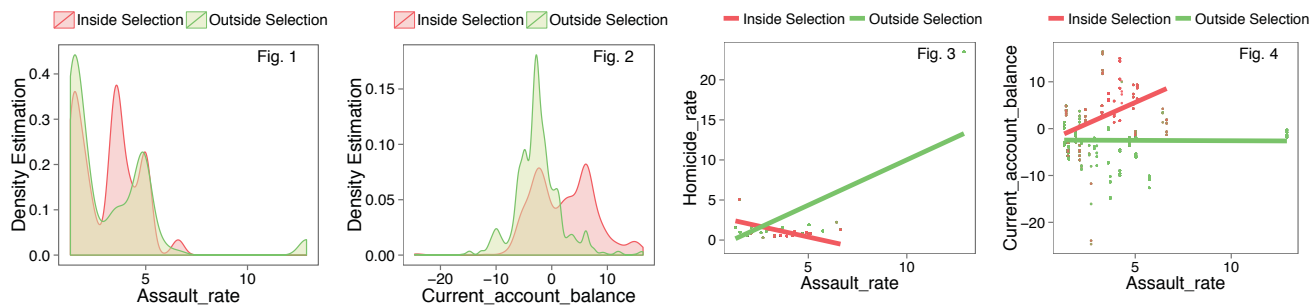 Inside Selection Outside Selection
Fig. 1
Density Estimation
0.4
0.3
0.2
0.1
0.0
5 10
Assault_rate
Inside Selection Outside Selection
Fig. 2
Density Estimation
0.15
0.10
0.05
0.00
−20 −10 0 10
Current_account_balance
Inside Selection Outside Selection
Fig. 3
Homicide_rate
20
15
10
5
0
5 10
Assault_rate
Inside Selection Outside Selection
Fig. 4
Current_account_balance
10
0
−10
−20
5 10
Assault_rate